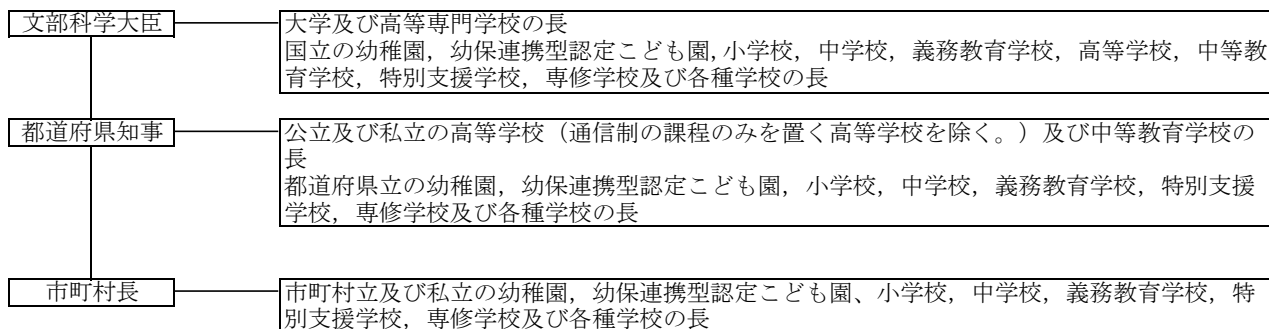 文部科学大臣
大学及び高等専門学校の長
国立の幼稚園，幼保連携型認定こども園,小学校，中学校，義務教育学校，高等学校，中等教
育学校，特別支援学校，専修学校及び各種学校の長
都道府県知事
公立及び私立の高等学校（通信制の課程のみを置く高等学校を除く。）及び中等教育学校の
長
都道府県立の幼稚園，幼保連携型認定こども園，小学校，中学校，義務教育学校，特別支援
学校，専修学校及び各種学校の長
市町村長
市町村立及び私立の幼稚園，幼保連携型認定こども園、小学校，中学校，義務教育学校，特
別支援学校，専修学校及び各種学校の長